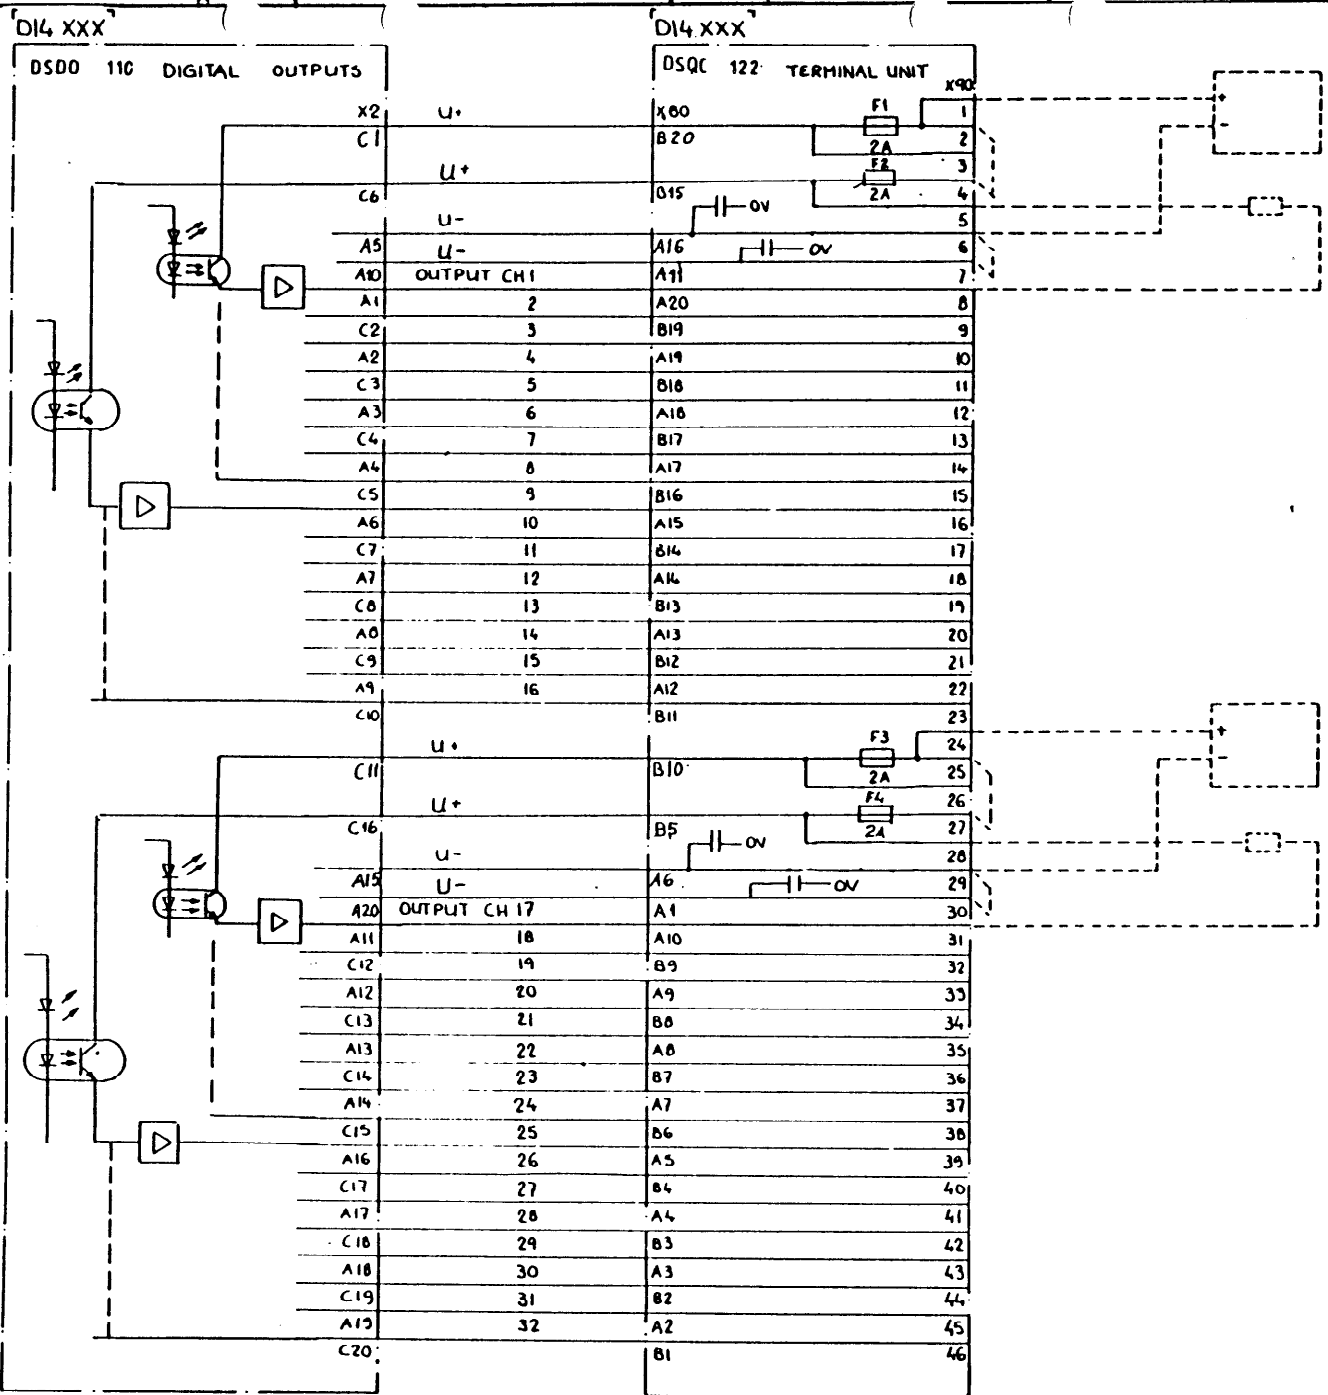 DI4 XXX DI4.XXX
DSDO 110 DIGITAL OUTPUTS DSQC 122 TERMINAL UNIT
X90
X2 U+ X80 F1 + 1
C1 B20 2A 2 -
U+ F2 3
C6 B15 2A 4
U- 0V 5
A5 U- A16 0V 6
A10 OUTPUT CH 1 A11 7
A1 2 A20 8
C2 3 B19 9
A2 4 A19 10
C3 5 B18 11
A3 6 A18 12
C4 7 B17 13
A4 8 A17 14
C5 9 B16 15
A6 10 A15 16
C7 11 B14 17
A7 12 A14 18
C8 13 B13 19
A8 14 A13 20
C9 15 B12 21
A9 16 A12 22
C10 B11 23
U+ F3 24 +
C11 B10 2A 25 -
U+ F4 26
C16 B5 2A 27
U- 0V 28
A15 U- A6 0V 29
A20 OUTPUT CH 17 A1 30
A11 18 A10 31
C12 19 B9 32
A12 20 A9 33
C13 21 B8 34
A13 22 A8 35
C14 23 B7 36
A14 24 A7 37
C15 25 B6 38
A16 26 A5 39
C17 27 B4 40
A17 28 A4 41
C18 29 B3 42
A18 30 A3 43
C19 31 B2 44
A19 32 A2 45
C20 B1 46